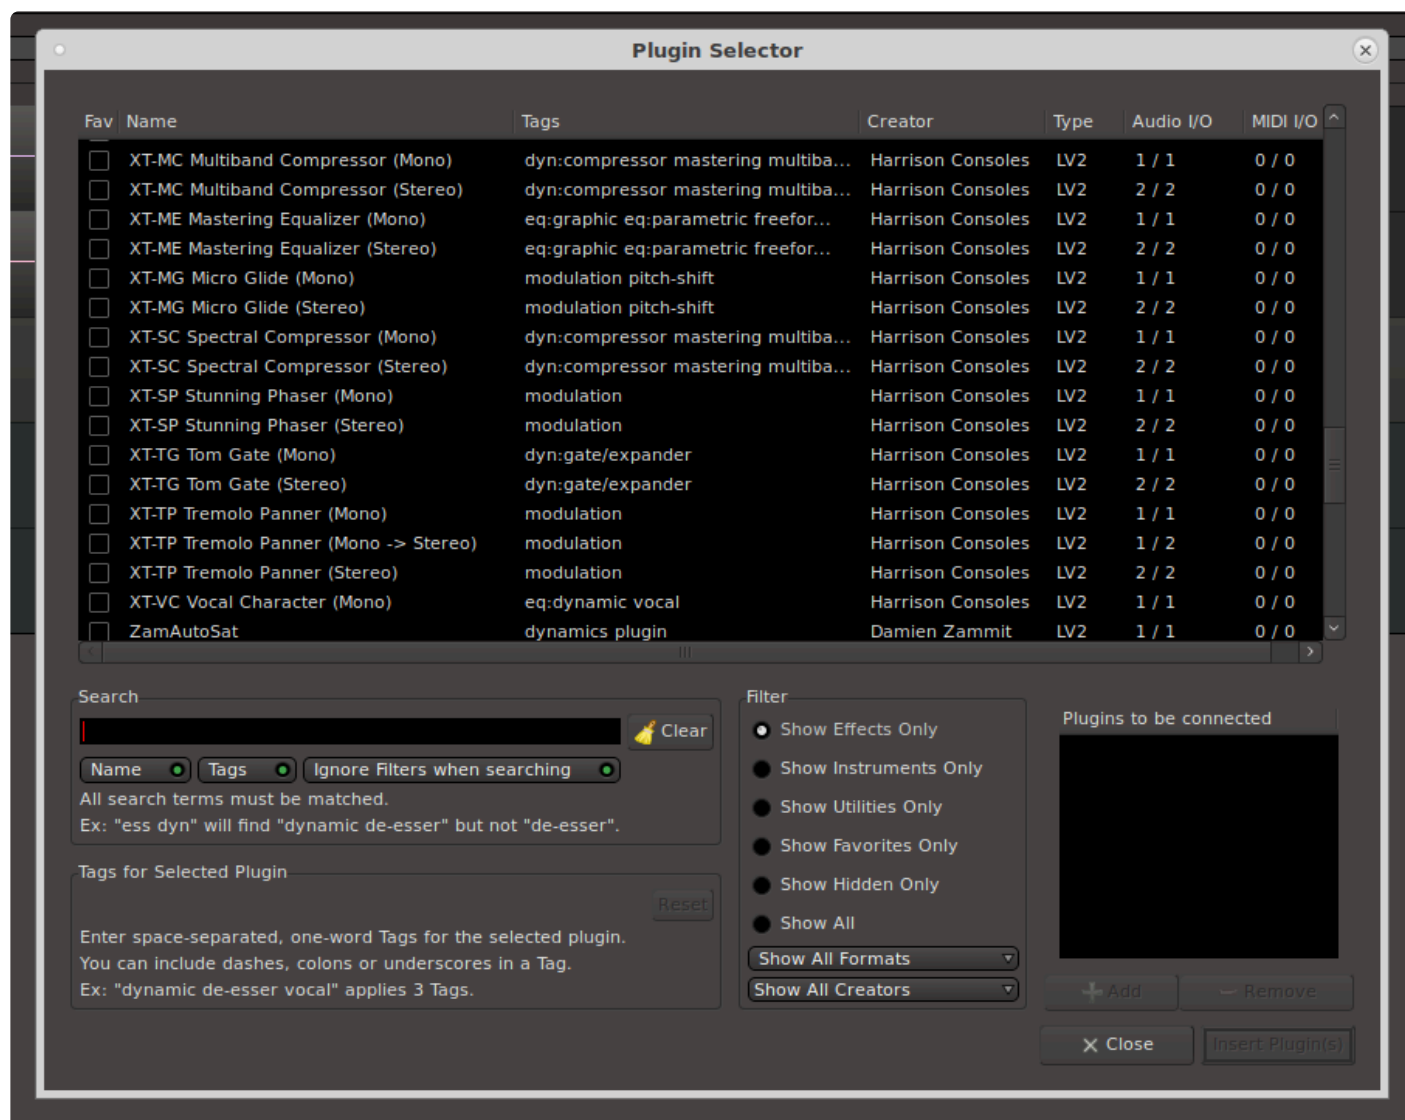 Plugin Selector
Fav Name Tags Creator Type Audio I/O MIDI I/O
XT-MC Multiband Compressor (Mono) dyn:compressor mastering multiba... Harrison Consoles LV2 1 / 1 0 / 0
XT-MC Multiband Compressor (Stereo) dyn:compressor mastering multiba... Harrison Consoles LV2 2 / 2 0 / 0
XT-ME Mastering Equalizer (Mono) eq:graphic eq:parametric freefor... Harrison Consoles LV2 1 / 1 0 / 0
XT-ME Mastering Equalizer (Stereo) eq:graphic eq:parametric freefor... Harrison Consoles LV2 2 / 2 0 / 0
XT-MG Micro Glide (Mono) modulation pitch-shift Harrison Consoles LV2 1 / 1 0 / 0
XT-MG Micro Glide (Stereo) modulation pitch-shift Harrison Consoles LV2 2 / 2 0 / 0
XT-SC Spectral Compressor (Mono) dyn:compressor mastering multiba... Harrison Consoles LV2 1 / 1 0 / 0
XT-SC Spectral Compressor (Stereo) dyn:compressor mastering multiba... Harrison Consoles LV2 2 / 2 0 / 0
XT-SP Stunning Phaser (Mono) modulation Harrison Consoles LV2 1 / 1 0 / 0
XT-SP Stunning Phaser (Stereo) modulation Harrison Consoles LV2 2 / 2 0 / 0
XT-TG Tom Gate (Mono) dyn:gate/expander Harrison Consoles LV2 1 / 1 0 / 0
XT-TG Tom Gate (Stereo) dyn:gate/expander Harrison Consoles LV2 2 / 2 0 / 0
XT-TP Tremolo Panner (Mono) modulation Harrison Consoles LV2 1 / 1 0 / 0
XT-TP Tremolo Panner (Mono -> Stereo) modulation Harrison Consoles LV2 1 / 2 0 / 0
XT-TP Tremolo Panner (Stereo) modulation Harrison Consoles LV2 2 / 2 0 / 0
XT-VC Vocal Character (Mono) eq:dynamic vocal Harrison Consoles LV2 1 / 1 0 / 0
ZamAutoSat dynamics plugin Damien Zammit LV2 1 / 1 0 / 0
Search
Clear
Name Tags Ignore Filters when searching
All search terms must be matched.
Ex: "ess dyn" will find "dynamic de-esser" but not "de-esser".
Tags for Selected Plugin
Reset
Enter space-separated, one-word Tags for the selected plugin.
You can include dashes, colons or underscores in a Tag.
Ex: "dynamic de-esser vocal" applies 3 Tags.
Filter
Show Effects Only
Show Instruments Only
Show Utilities Only
Show Favorites Only
Show Hidden Only
Show All
Show All Formats
Show All Creators
Plugins to be connected
Add Remove
Close Insert Plugin(s)